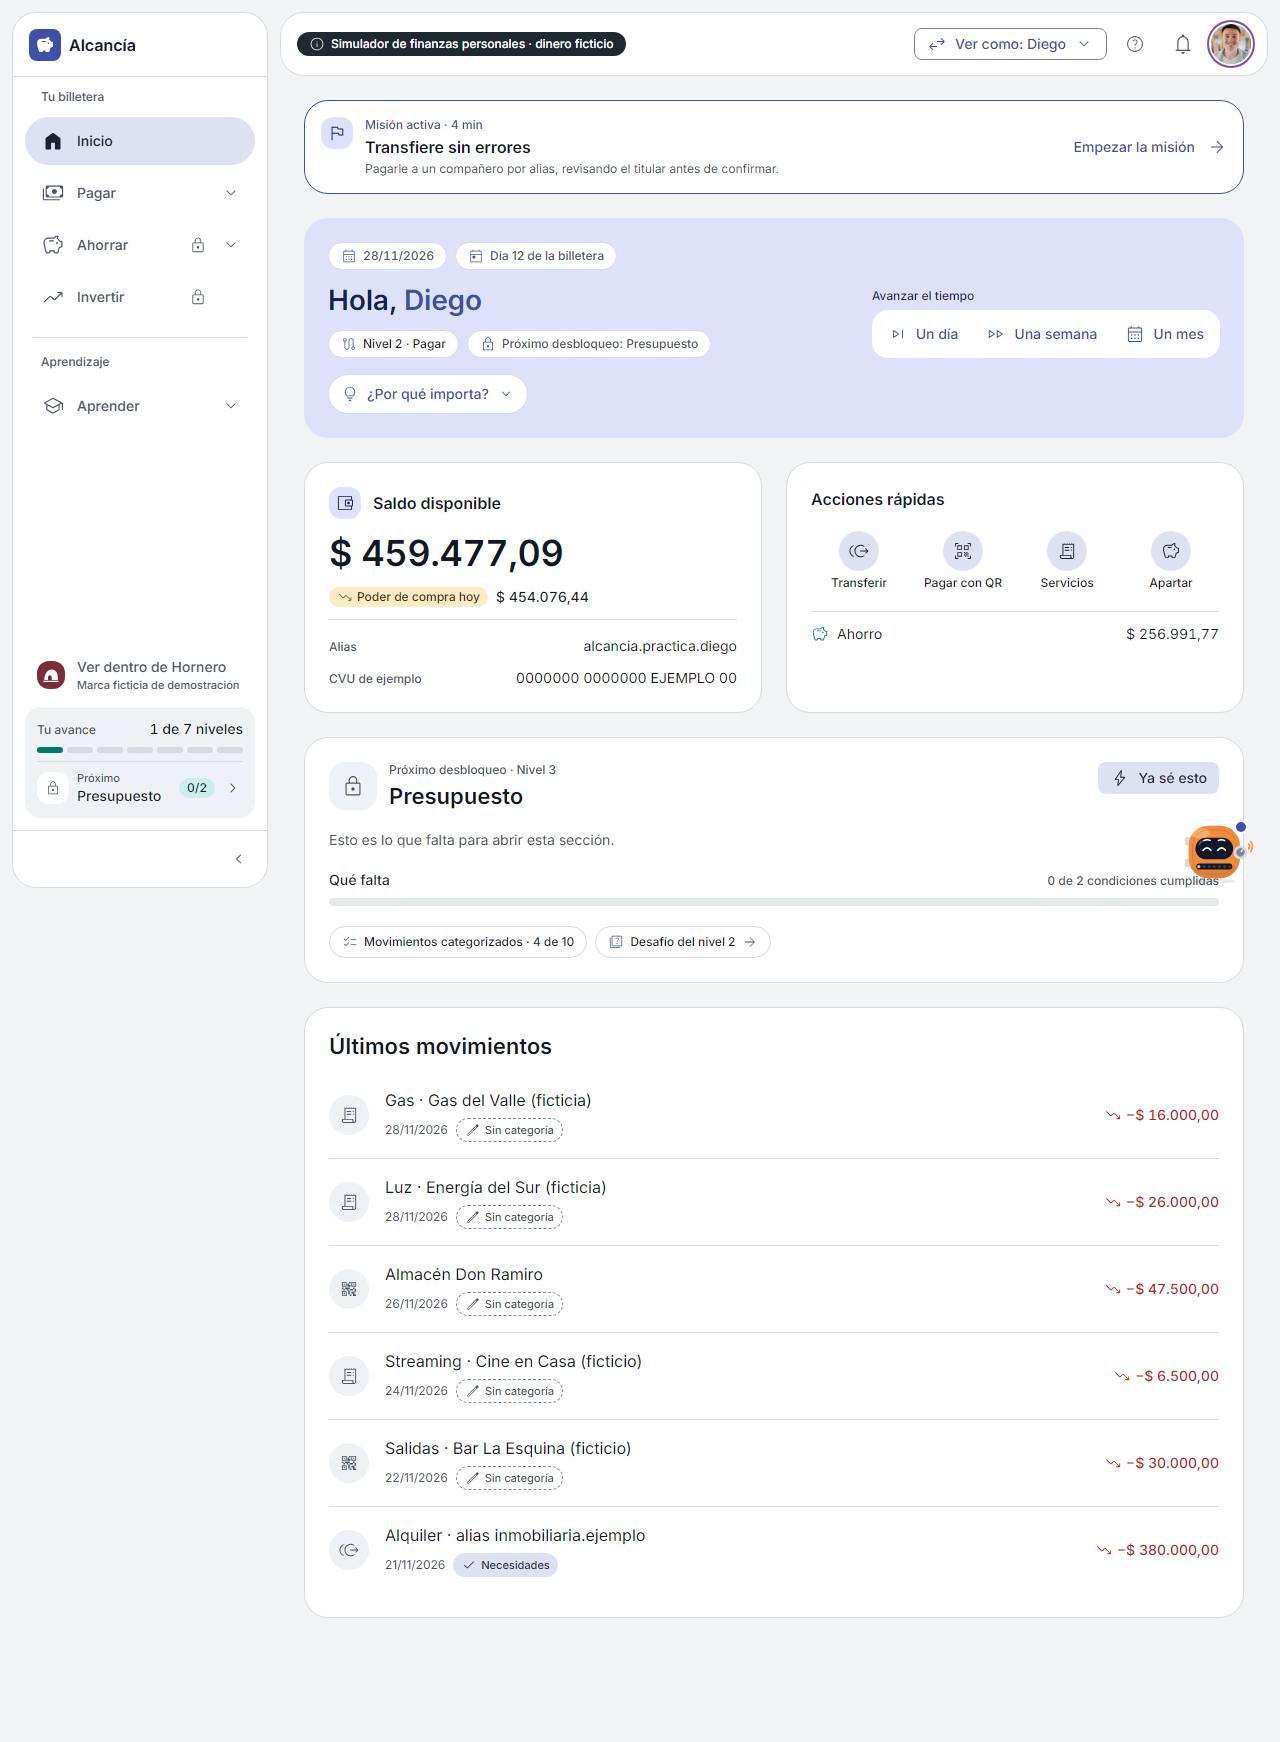 Alcancía
Simulador de finanzas personales · dinero ficticio
Ver como: Diego
Tu billetera
Inicio
Pagar
Ahorrar
Invertir
Aprendizaje
Aprender
Ver dentro de Hornero
Marca ficticia de demostración
Tu avance
1 de 7 niveles
Próximo
Presupuesto
0/2
Misión activa · 4 min
Transfiere sin errores
Pagarle a un compañero por alias, revisando el titular antes de confirmar.
Empezar la misión
28/11/2026
Día 12 de la billetera
Hola, Diego
Nivel 2 · Pagar
Próximo desbloqueo: Presupuesto
¿Por qué importa?
Avanzar el tiempo
Un día
Una semana
Un mes
Saldo disponible
$ 459.477,09
Poder de compra hoy
$ 454.076,44
Alias
alcancia.practica.diego
CVU de ejemplo
0000000 0000000 EJEMPLO 00
Acciones rápidas
Transferir
Pagar con QR
Servicios
Apartar
Ahorro
$ 256.991,77
Próximo desbloqueo · Nivel 3
Presupuesto
Ya sé esto
Esto es lo que falta para abrir esta sección.
Qué falta
0 de 2 condiciones cumplidas
Movimientos categorizados · 4 de 10
Desafío del nivel 2
Últimos movimientos
Gas · Gas del Valle (ficticia)
28/11/2026
Sin categoría
−$ 16.000,00
Luz · Energía del Sur (ficticia)
28/11/2026
Sin categoría
−$ 26.000,00
Almacén Don Ramiro
26/11/2026
Sin categoría
−$ 47.500,00
Streaming · Cine en Casa (ficticio)
24/11/2026
Sin categoría
−$ 6.500,00
Salidas · Bar La Esquina (ficticio)
22/11/2026
Sin categoría
−$ 30.000,00
Alquiler · alias inmobiliaria.ejemplo
21/11/2026
Necesidades
−$ 380.000,00